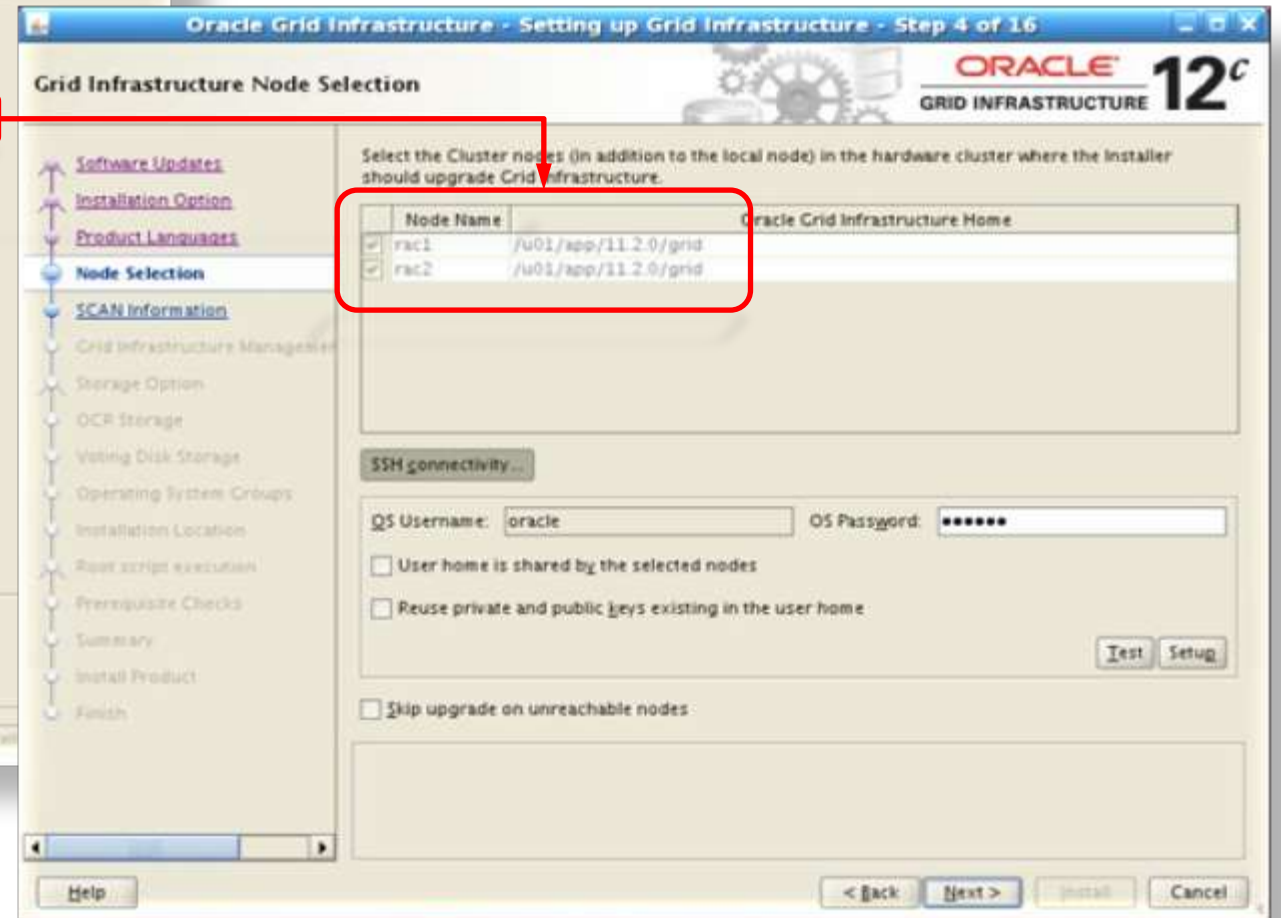 Oracle Grid Infrastructure - Setting up Grid Infrastructure - Step 4 of 16
Grid Infrastructure Node Selection
ORACLE
GRID INFRASTRUCTURE
12c
Software Updates
Installation Option
Product Languages
Node Selection
SCAN Information
Grid Infrastructure Managemen
Storage Option
OCR Storage
Voting Disk Storage
Operating System Groups
Installation Location
Root script execution
Prerequisite Checks
Summary
Install Product
Finish
Select the Cluster nodes (in addition to the local node) in the hardware cluster where the Installer
should upgrade Grid Infrastructure.
Node Name Oracle Grid Infrastructure Home
rac1 /u01/app/11.2.0/grid
rac2 /u01/app/11.2.0/grid
SSH connectivity...
OS Username: oracle OS Password: ••••••
User home is shared by the selected nodes
Reuse private and public keys existing in the user home
Test Setup
Skip upgrade on unreachable nodes
Help < Back Next > Install Cancel